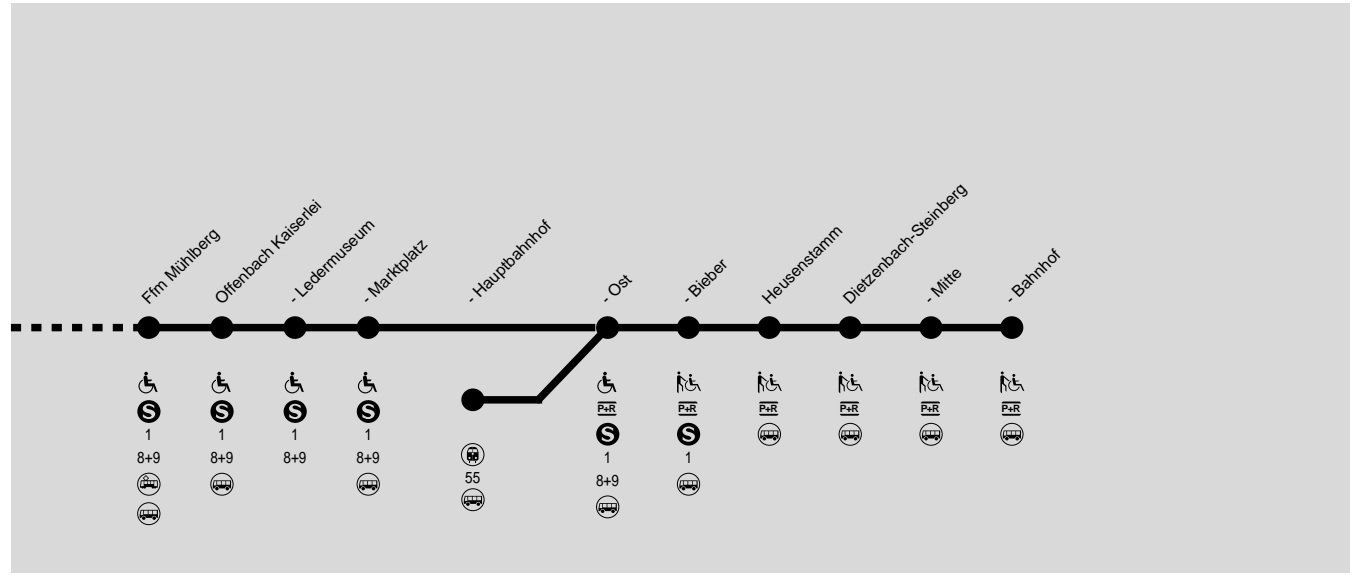 Ffm Mühlberg
Offenbach Kaiserlei
- Ledermuseum
- Marktplatz
- Hauptbahnhof
- Ost
- Bieber
Heusenstamm
Dietzenbach-Steinberg
- Mitte
- Bahnhof
S
1
8+9
S
1
8+9
S
1
8+9
S
1
8+9
55
P+R
S
1
8+9
P+R
S
1
P+R
P+R
P+R
P+R